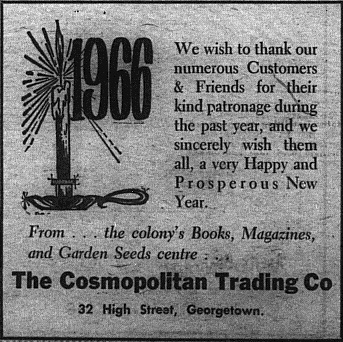 1966
We wish to thank our
numerous Customers
& Friends for their
kind patronage during
the past year, and we
sincerely wish them
all, a very Happy and
Prosperous New
Year.
From . . . the colony's Books, Magazines,
and Garden Seeds centre . . .
The Cosmopolitan Trading Co
32 High Street, Georgetown.